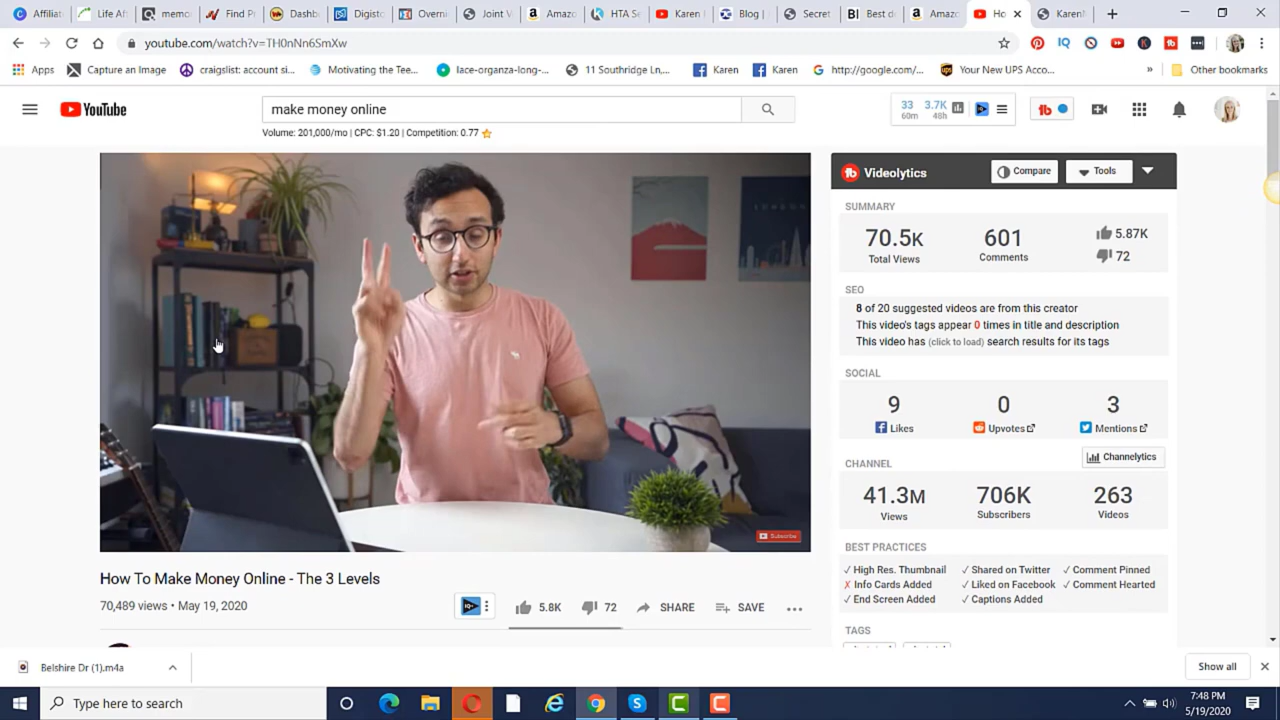 Affiliat
Life Af
memo
Find Pr
Dashb
Digisto
Overni
Joint V
Amazo
HTA Se
Karen
Blog |
Secret
Best d
Amazo
Ho
KarenN
youtube.com/watch?v=TH0nNn6SmXw
Apps
Capture an Image
craigslist: account si...
Motivating the Tee...
lace-organza-long-...
11 Southridge Ln,...
Karen
Karen
http://google.com/...
Your New UPS Acco...
»
Other bookmarks
YouTube
make money online
33 3.7K
60m 48h
Volume: 201,000/mo | CPC: $1.20 | Competition: 0.77
LONDON
Subscribe
Videolytics
Compare
Tools
SUMMARY
70.5K
Total Views
601
Comments
5.87K
72
SEO
8 of 20 suggested videos are from this creator
This video's tags appear 0 times in title and description
This video has (click to load) search results for its tags
SOCIAL
9
Likes
0
Upvotes
3
Mentions
CHANNEL
Channelytics
41.3M
Views
706K
Subscribers
263
Videos
BEST PRACTICES
✓ High Res. Thumbnail ✓ Shared on Twitter ✓ Comment Pinned
✗ Info Cards Added ✓ Liked on Facebook ✓ Comment Hearted
✓ End Screen Added ✓ Captions Added
TAGS
How To Make Money Online - The 3 Levels
70,489 views • May 19, 2020
IQ
5.8K
72
SHARE
SAVE
Belshire Dr (1).m4a
Show all
Type here to search
7:48 PM
5/19/2020